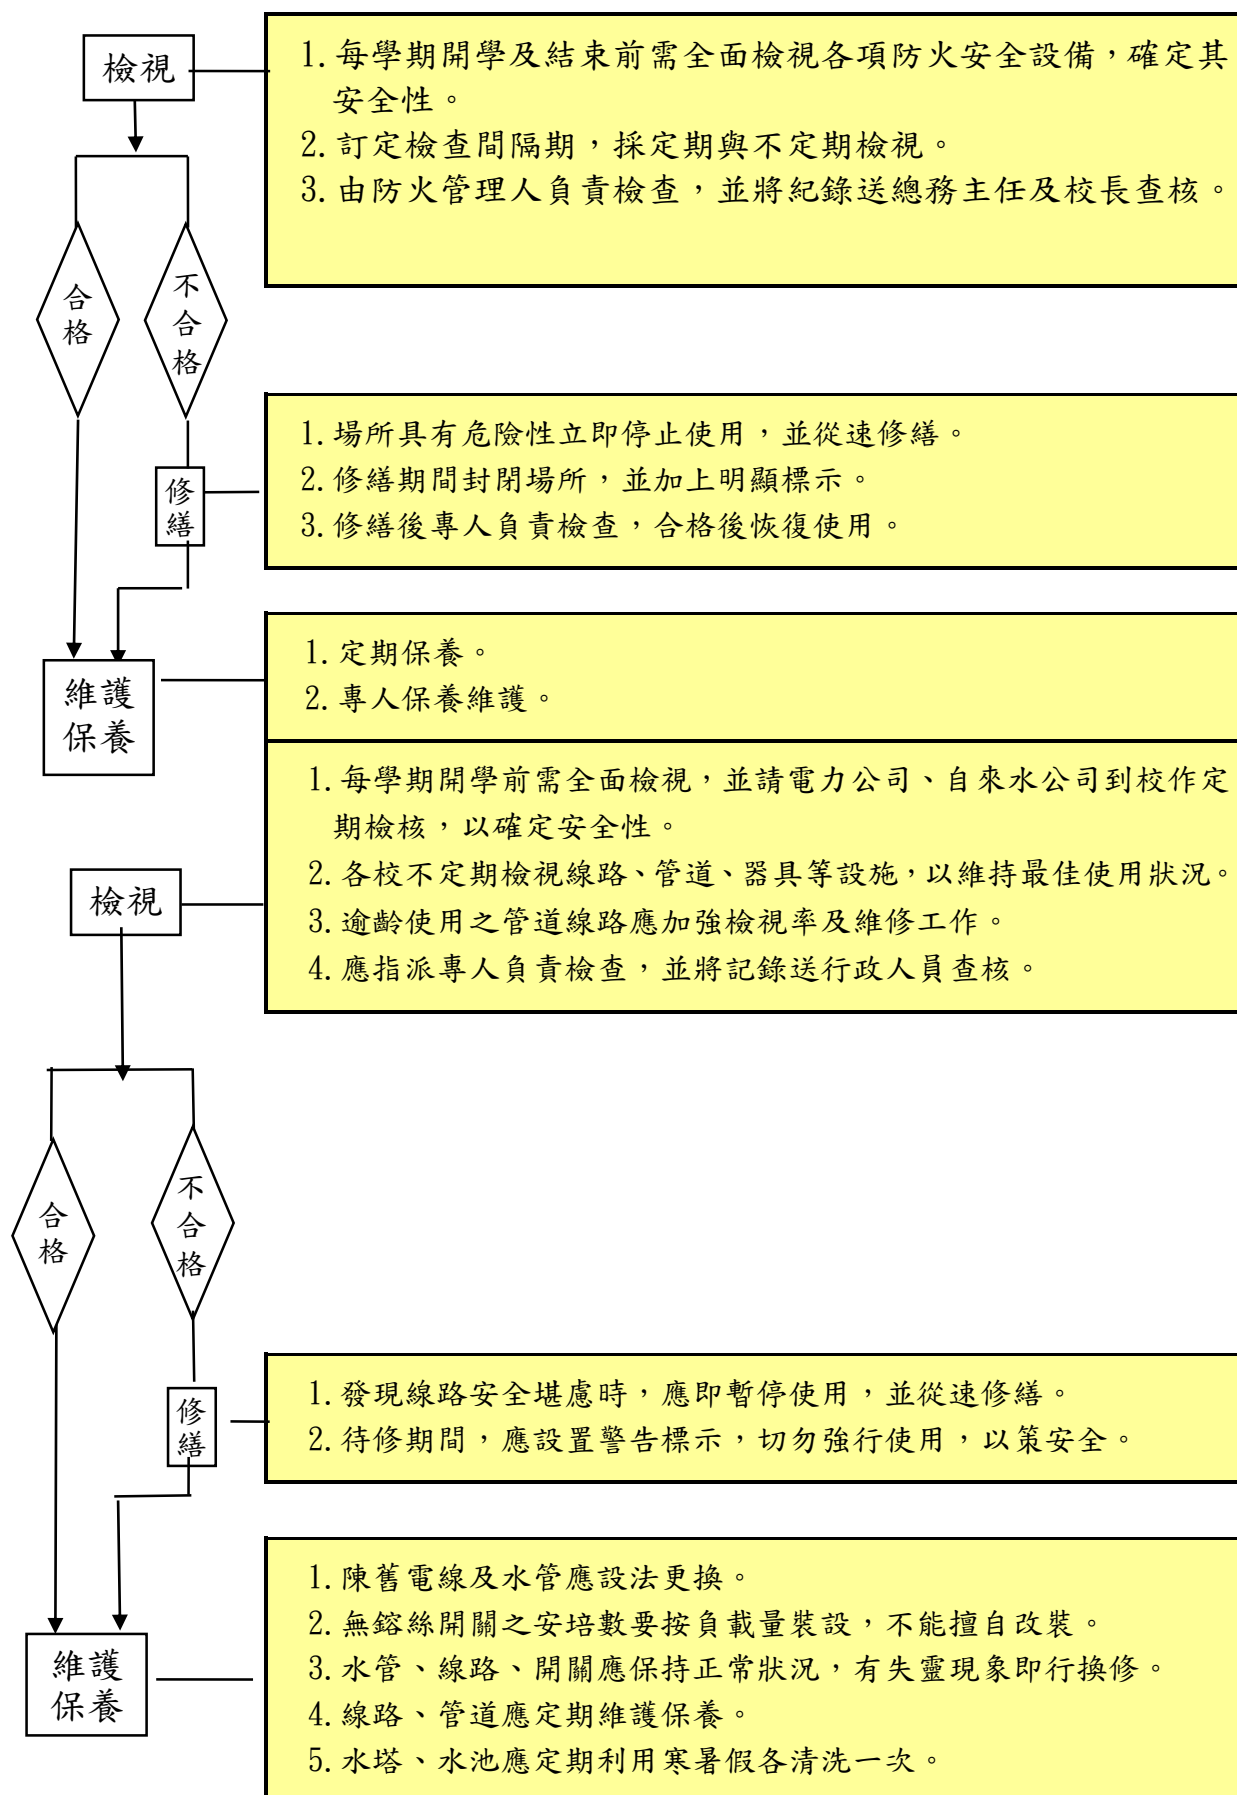 檢視
1. 每學期開學及結束前需全面檢視各項防火安全設備，確定其
安全性。
2. 訂定檢查間隔期，採定期與不定期檢視。
3. 由防火管理人負責檢查，並將紀錄送總務主任及校長查核。
合
格
不
合
格
修
繕
1. 場所具有危險性立即停止使用，並從速修繕。
2. 修繕期間封閉場所，並加上明顯標示。
3. 修繕後專人負責檢查，合格後恢復使用。
維護
保養
1. 定期保養。
2. 專人保養維護。
檢視
1. 每學期開學前需全面檢視，並請電力公司、自來水公司到校作定
期檢核，以確定安全性。
2. 各校不定期檢視線路、管道、器具等設施，以維持最佳使用狀況。
3. 逾齡使用之管道線路應加強檢視率及維修工作。
4. 應指派專人負責檢查，並將記錄送行政人員查核。
合
格
不
合
格
修
繕
1. 發現線路安全堪慮時，應即暫停使用，並從速修繕。
2. 待修期間，應設置警告標示，切勿強行使用，以策安全。
維護
保養
1. 陳舊電線及水管應設法更換。
2. 無鎔絲開關之安培數要按負載量裝設，不能擅自改裝。
3. 水管、線路、開關應保持正常狀況，有失靈現象即行換修。
4. 線路、管道應定期維護保養。
5. 水塔、水池應定期利用寒暑假各清洗一次。